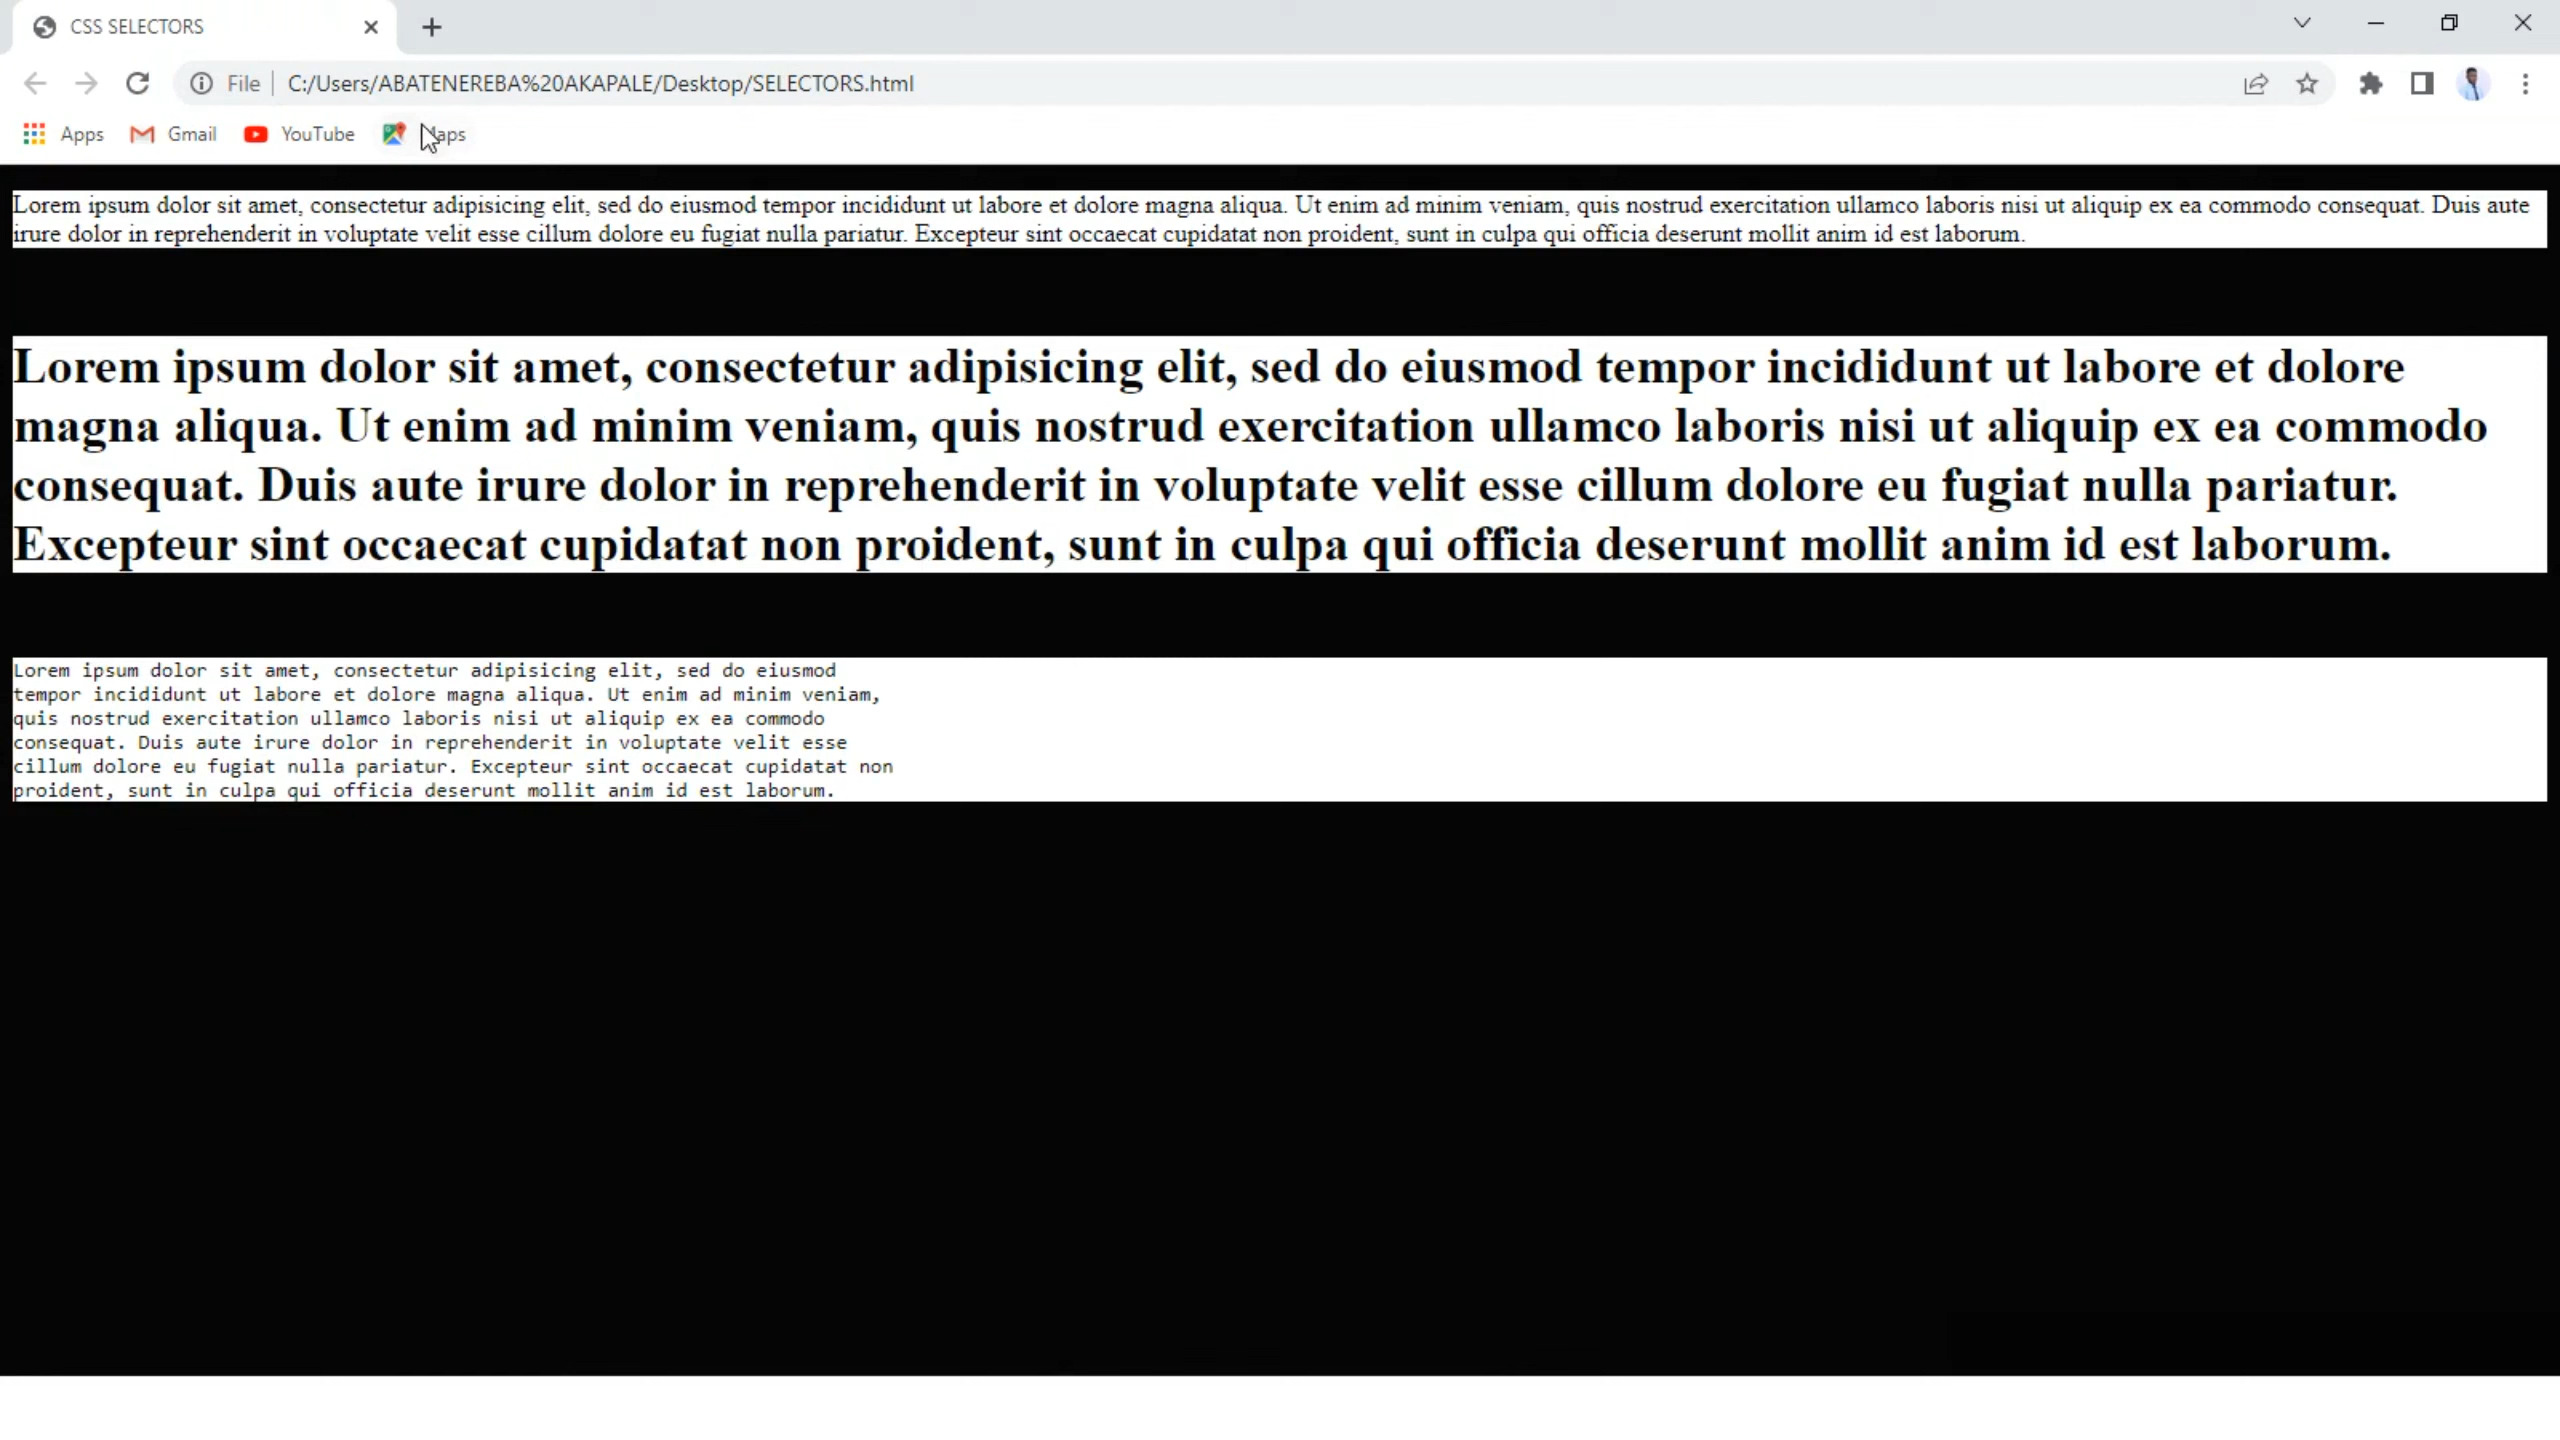 CSS SELECTORS
File C:/Users/ABATENEREBA%20AKAPALE/Desktop/SELECTORS.html
Apps Gmail YouTube Maps
Lorem ipsum dolor sit amet, consectetur adipisicing elit, sed do eiusmod tempor incididunt ut labore et dolore magna aliqua. Ut enim ad minim veniam, quis nostrud exercitation ullamco laboris nisi ut aliquip ex ea commodo consequat. Duis aute
irure dolor in reprehenderit in voluptate velit esse cillum dolore eu fugiat nulla pariatur. Excepteur sint occaecat cupidatat non proident, sunt in culpa qui officia deserunt mollit anim id est laborum.
Lorem ipsum dolor sit amet, consectetur adipisicing elit, sed do eiusmod tempor incididunt ut labore et dolore
magna aliqua. Ut enim ad minim veniam, quis nostrud exercitation ullamco laboris nisi ut aliquip ex ea commodo
consequat. Duis aute irure dolor in reprehenderit in voluptate velit esse cillum dolore eu fugiat nulla pariatur.
Excepteur sint occaecat cupidatat non proident, sunt in culpa qui officia deserunt mollit anim id est laborum.
Lorem ipsum dolor sit amet, consectetur adipisicing elit, sed do eiusmod
tempor incididunt ut labore et dolore magna aliqua. Ut enim ad minim veniam,
quis nostrud exercitation ullamco laboris nisi ut aliquip ex ea commodo
consequat. Duis aute irure dolor in reprehenderit in voluptate velit esse
cillum dolore eu fugiat nulla pariatur. Excepteur sint occaecat cupidatat non
proident, sunt in culpa qui officia deserunt mollit anim id est laborum.